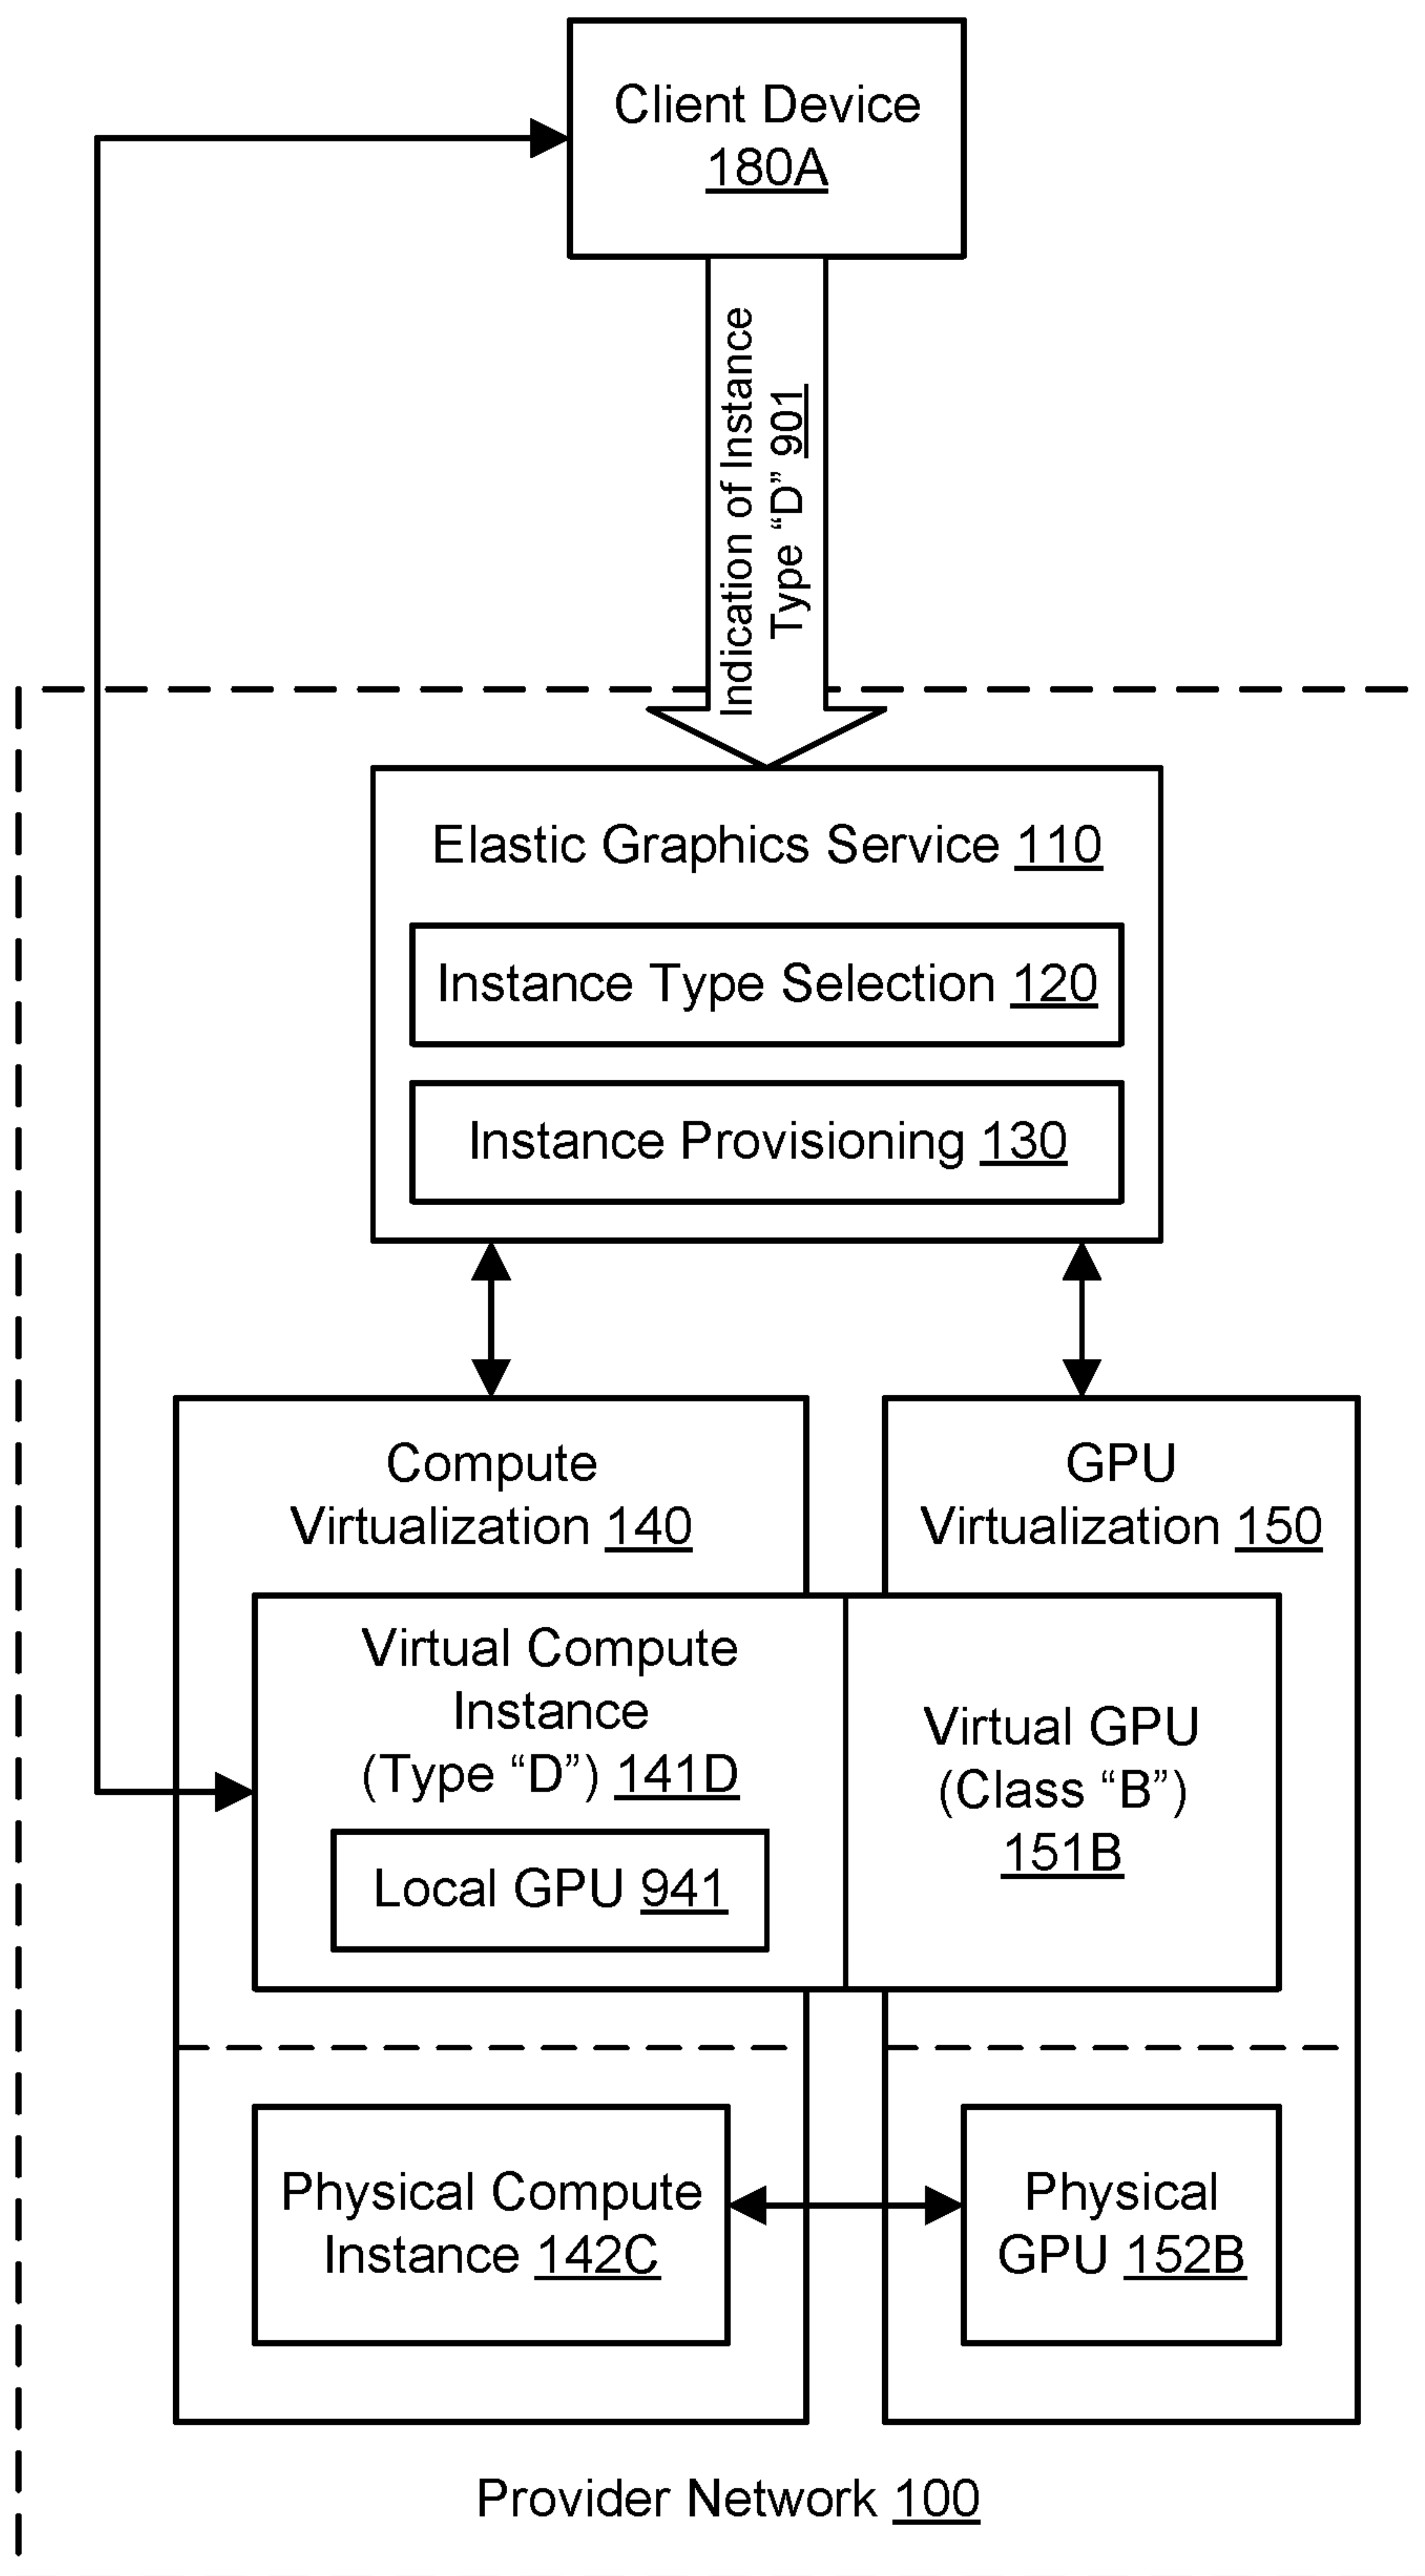 Client Device
180A
Indication of Instance
Type “D” 901
Elastic Graphics Service 110
Instance Type Selection 120
Instance Provisioning 130
Compute
Virtualization 140
GPU
Virtualization 150
Virtual Compute
Instance
(Type “D”) 141D
Local GPU 941
Virtual GPU
(Class “B”)
151B
Physical Compute
Instance 142C
Physical
GPU 152B
Provider Network 100